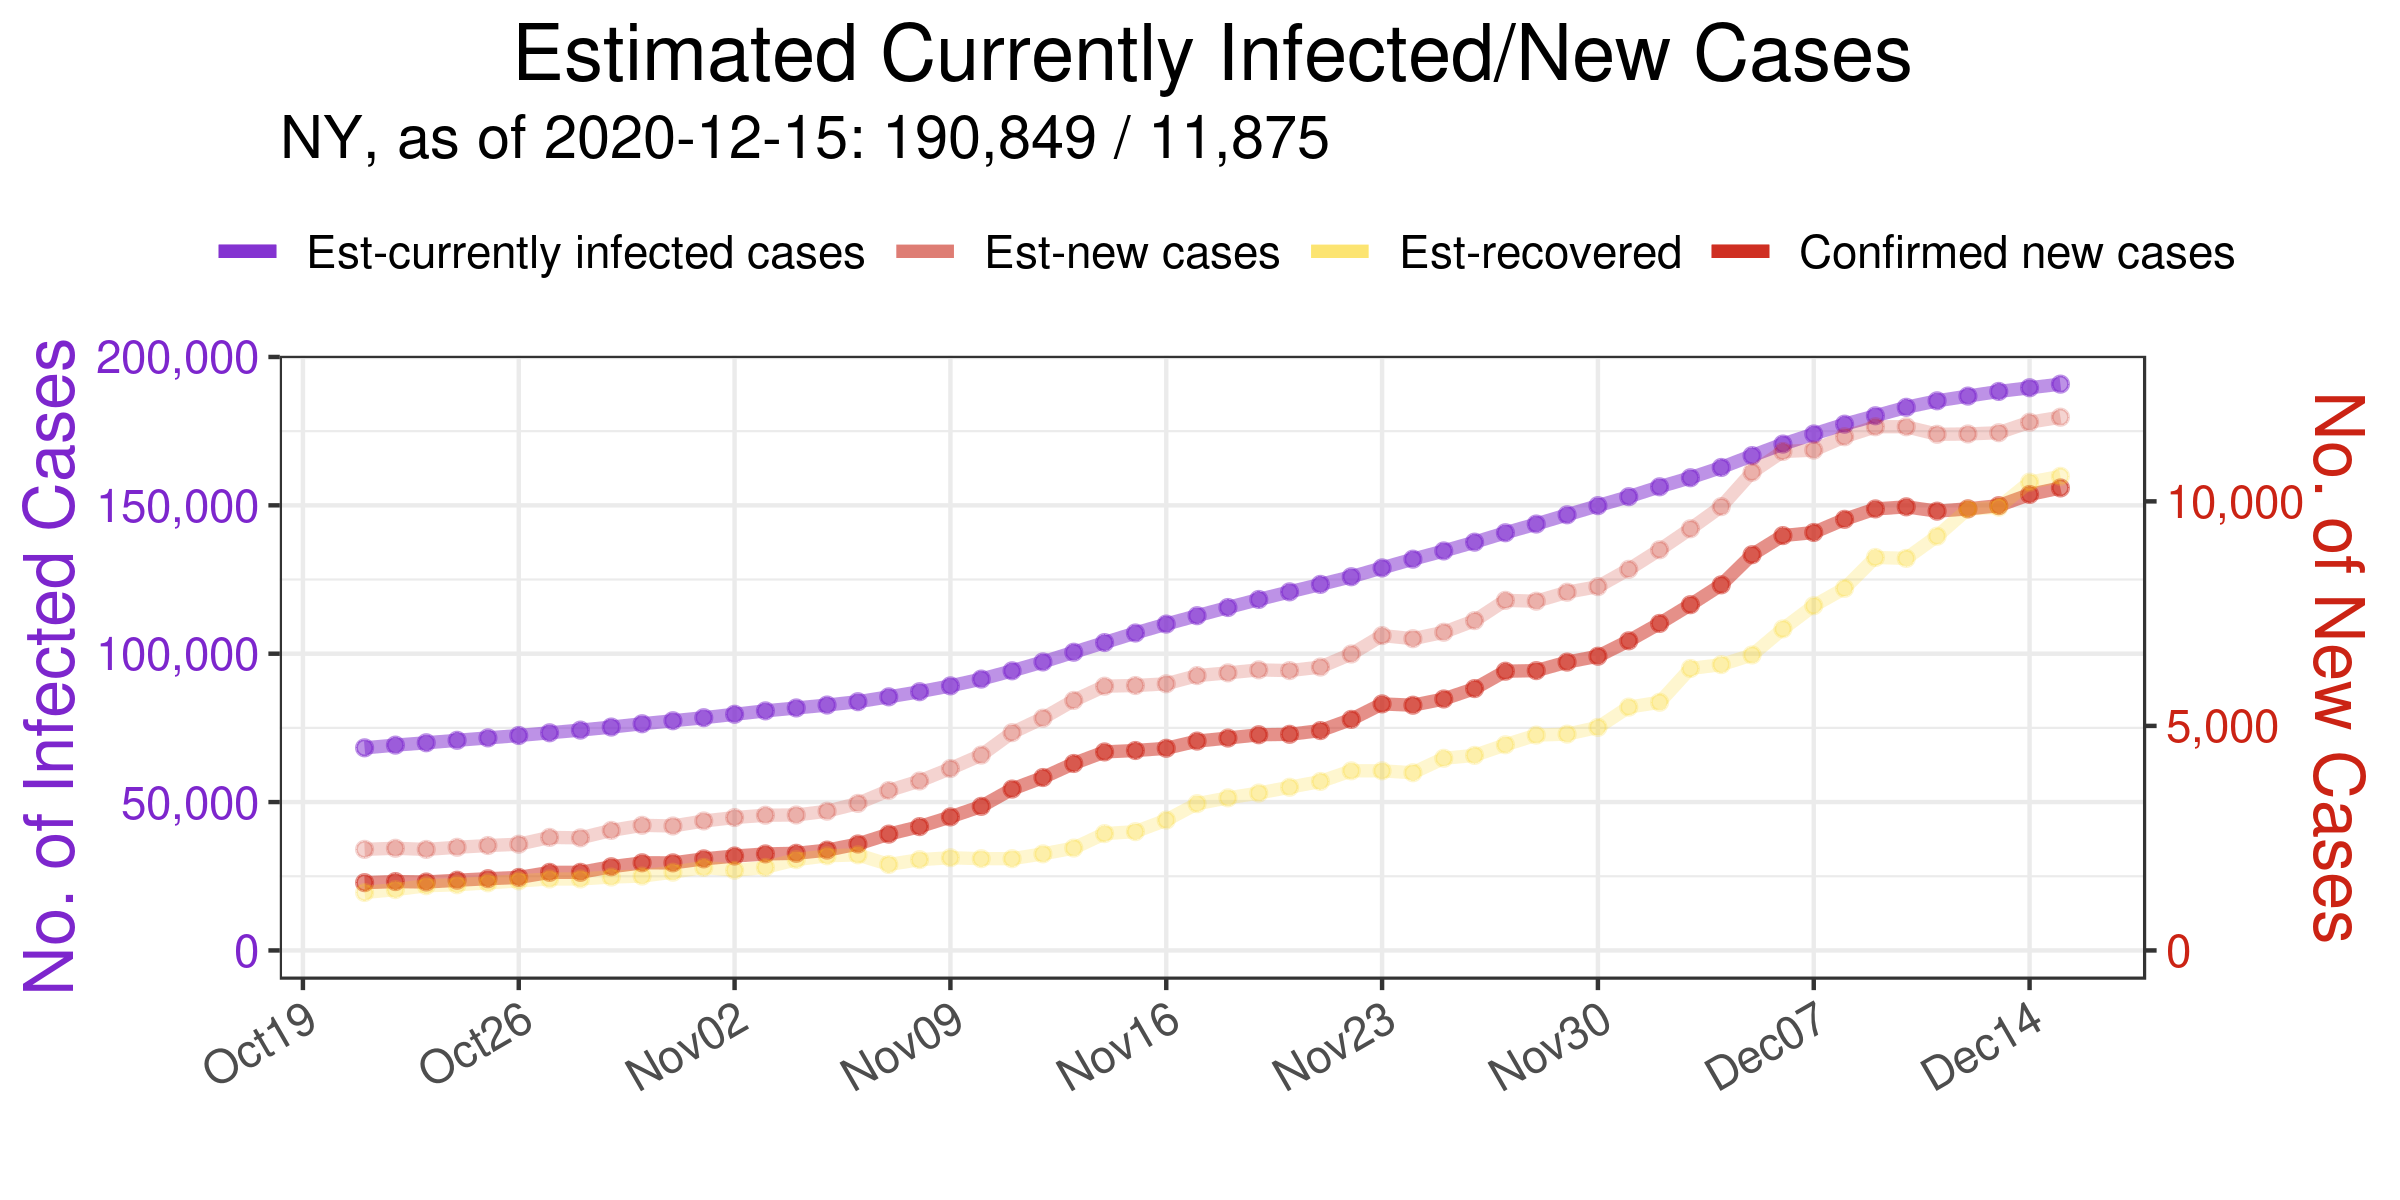 Estimated Currently Infected/New Cases
NY, as of 2020-12-15: 190,849 / 11,875
Est-currently infected cases Est-new cases Est-recovered Confirmed new cases
No. of Infected Cases
200,000
150,000
100,000
50,000
0
10,000
5,000
0
No. of New Cases
Oct19 Oct26 Nov02 Nov09 Nov16 Nov23 Nov30 Dec07 Dec14